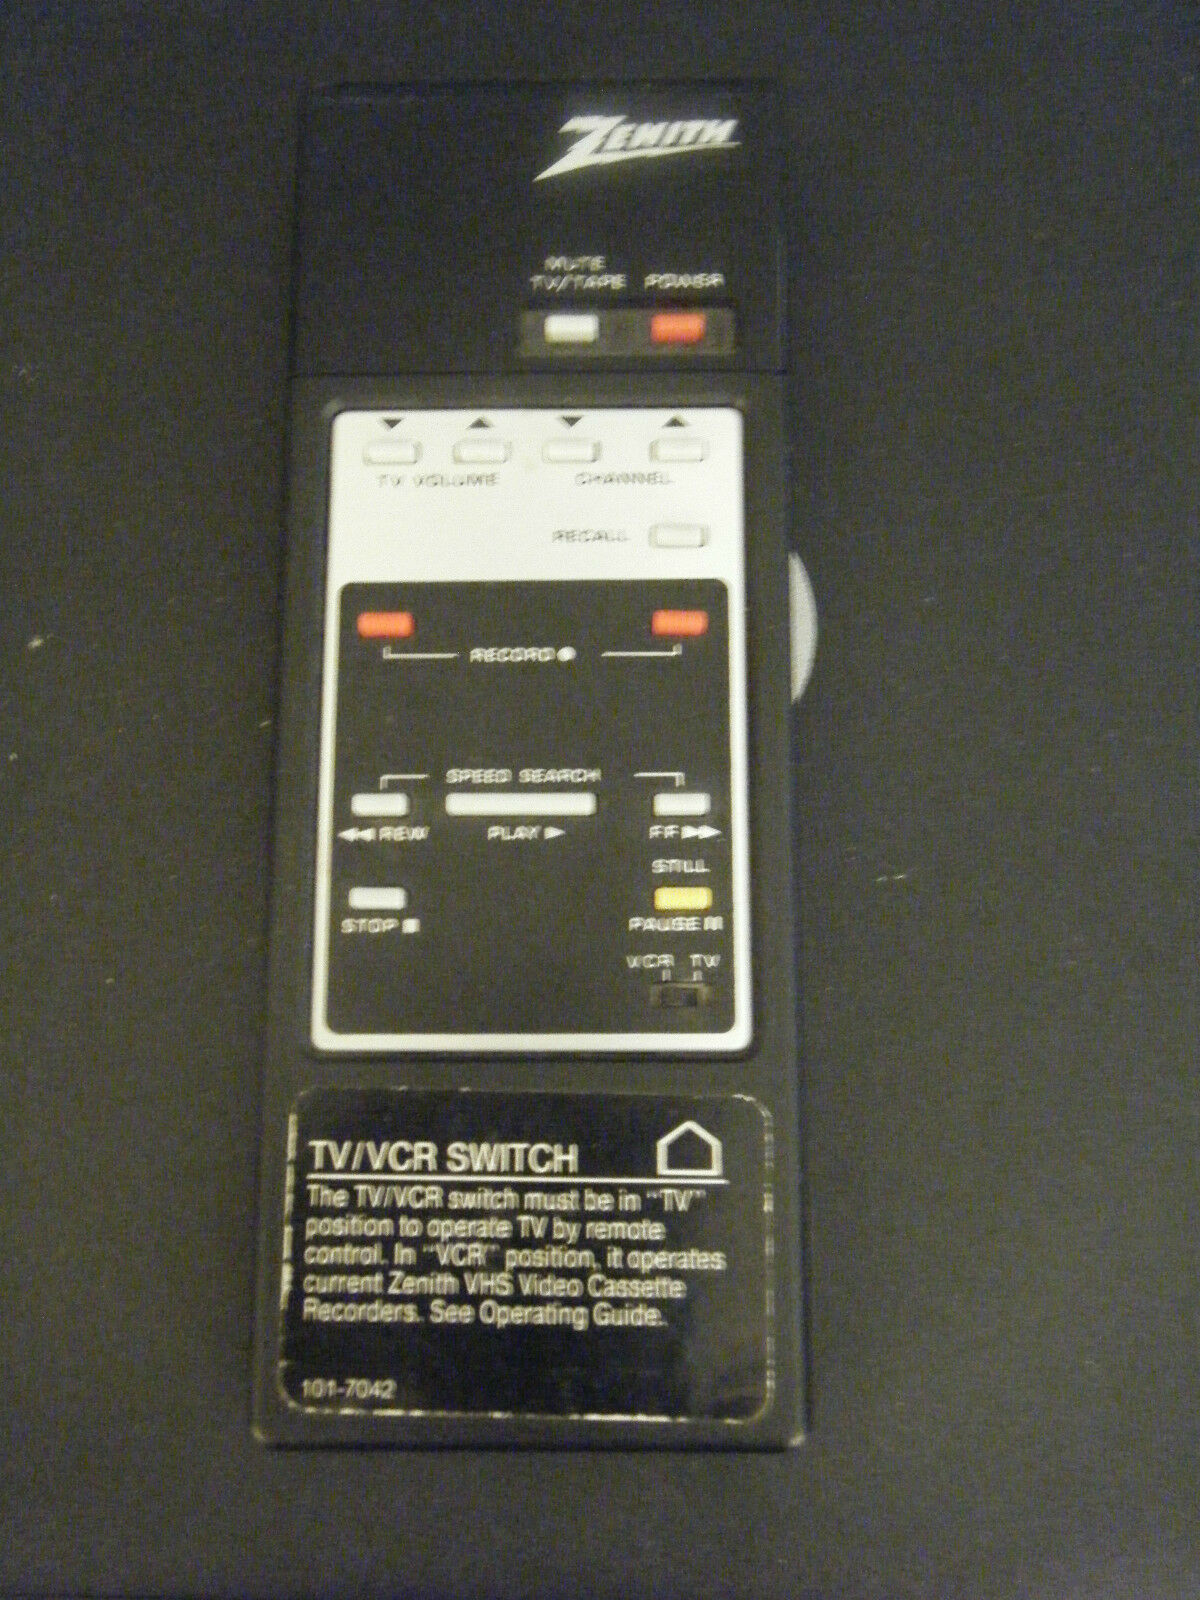 ZENITH
MUTE
TV/TAPE POWER
TV VOLUME CHANNEL
RECALL
RECORD
SPEED SEARCH
REW PLAY FF
STILL
STOP PAUSE
VCR TV
TV/VCR SWITCH
The TV/VCR switch must be in "TV"
position to operate TV by remote
control. In "VCR" position, it operates
current Zenith VHS Video Cassette
Recorders. See Operating Guide.
101-7042